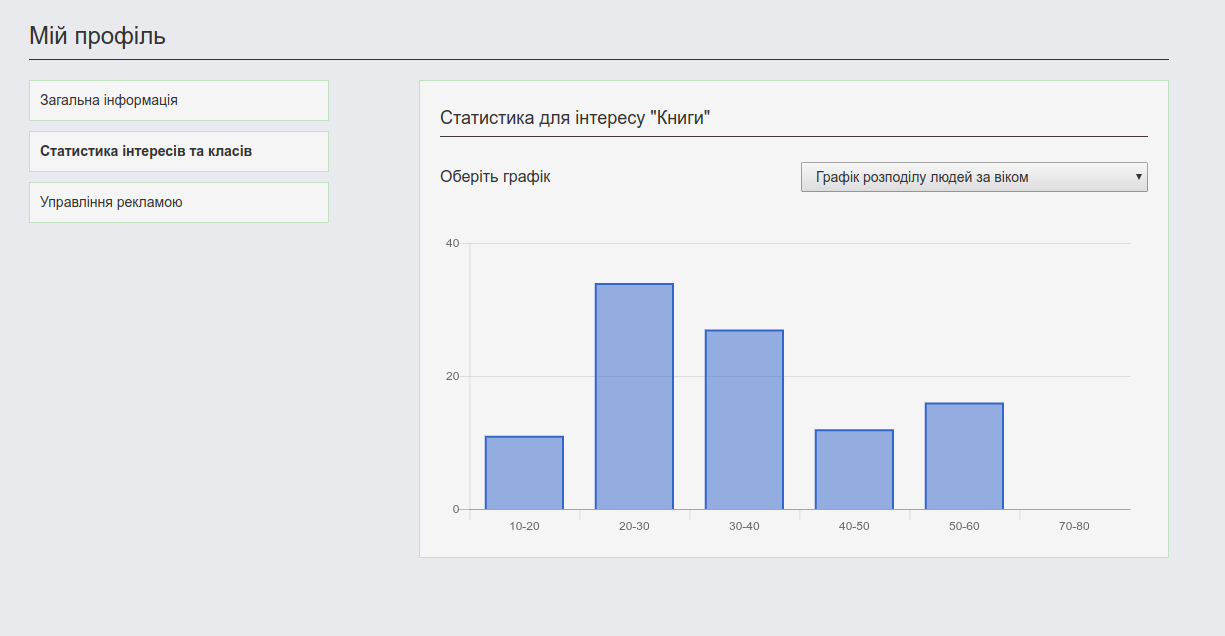 Мій профіль
Загальна інформація
Статистика інтересів та класів
Управління рекламою
Статистика для інтересу "Книги"
Оберіть графік
Графік розподілу людей за віком
40
20
0
10-20 20-30 30-40 40-50 50-60 70-80